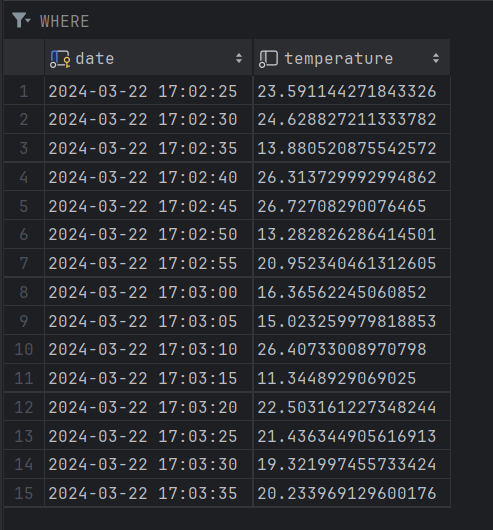 WHERE
date temperature
1 2024-03-22 17:02:25 23.591144271843326
2 2024-03-22 17:02:30 24.628827211333782
3 2024-03-22 17:02:35 13.880520875542572
4 2024-03-22 17:02:40 26.313729992994862
5 2024-03-22 17:02:45 26.72708290076465
6 2024-03-22 17:02:50 13.282826286414501
7 2024-03-22 17:02:55 20.952340461312605
8 2024-03-22 17:03:00 16.36562245060852
9 2024-03-22 17:03:05 15.023259979818853
10 2024-03-22 17:03:10 26.40733008970798
11 2024-03-22 17:03:15 11.3448929069025
12 2024-03-22 17:03:20 22.503161227348244
13 2024-03-22 17:03:25 21.436344905616913
14 2024-03-22 17:03:30 19.321997455733424
15 2024-03-22 17:03:35 20.233969129600176